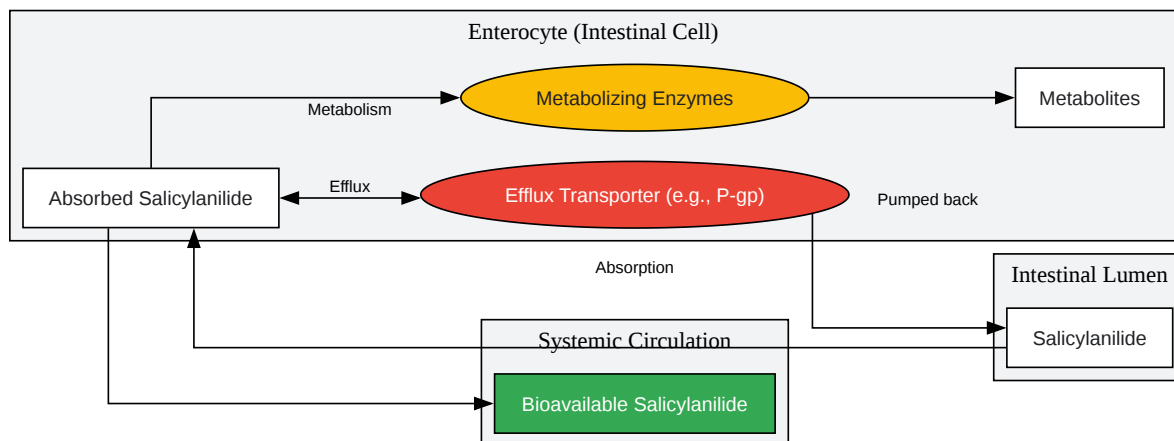 Enterocyte (Intestinal Cell)
Metabolizing Enzymes
Metabolites
Metabolism
Absorbed Salicylanilide
Efflux
Efflux Transporter (e.g., P-gp)
Pumped back
Absorption
Intestinal Lumen
Salicylanilide
Systemic Circulation
Bioavailable Salicylanilide